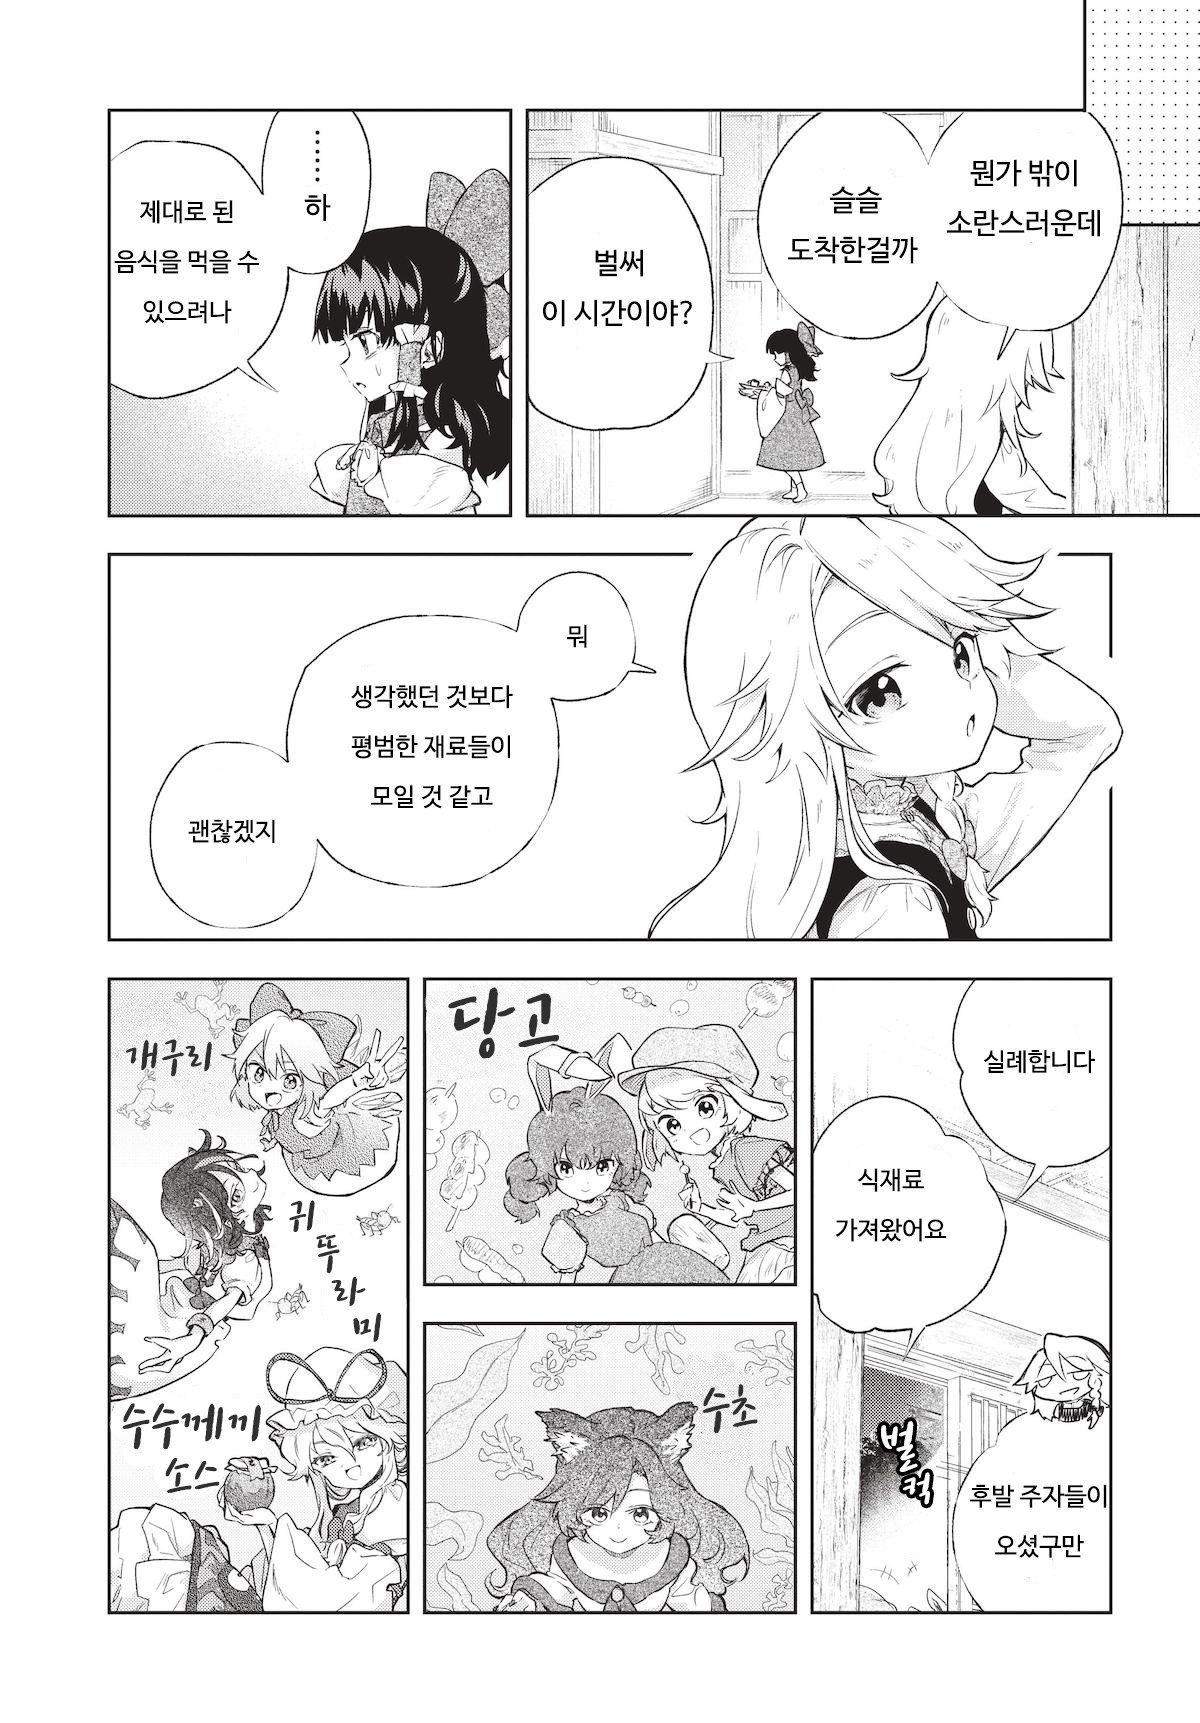 뭔가 밖이
소란스러운데
슬슬
도착한걸까
벌써
이 시간이야?
……
하
제대로 된
음식을 먹을 수
있으려나
뭐
생각했던 것보다
평범한 재료들이
모일 것 같고
괜찮겠지
실례합니다
식재료
가져왔어요
벌컥
후발 주자들이
오셨구만
당고
수초
개구리
귀뚜라미
수수께끼
소스